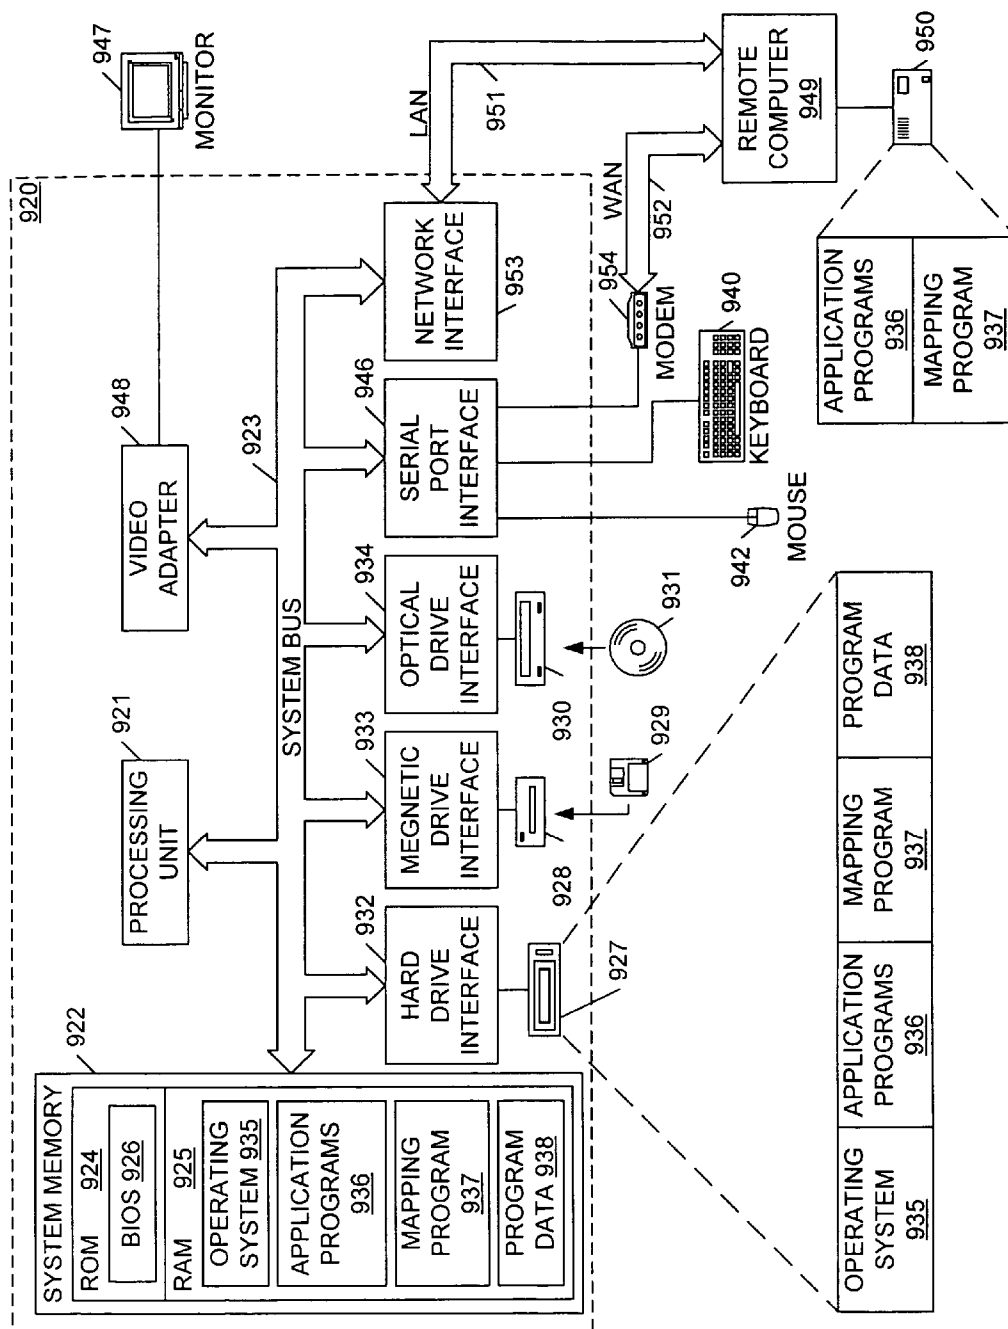 920
SYSTEM MEMORY
922
ROM 924
BIOS 926
RAM 925
OPERATING
SYSTEM 935
APPLICATION
PROGRAMS
936
MAPPING
PROGRAM
937
PROGRAM
DATA 938
PROCESSING
UNIT
921
VIDEO
ADAPTER
948
947
MONITOR
SYSTEM BUS
923
HARD
DRIVE
INTERFACE
932
MEGNETIC
DRIVE
INTERFACE
933
OPTICAL
DRIVE
INTERFACE
934
SERIAL
PORT
INTERFACE
946
NETWORK
INTERFACE
953
LAN
951
927
928
929
930
931
WAN
952
954
MODEM
940
KEYBOARD
942
MOUSE
REMOTE
COMPUTER
949
950
OPERATING
SYSTEM
935
APPLICATION
PROGRAMS
936
MAPPING
PROGRAM
937
PROGRAM
DATA
938
APPLICATION
PROGRAMS
936
MAPPING
PROGRAM
937